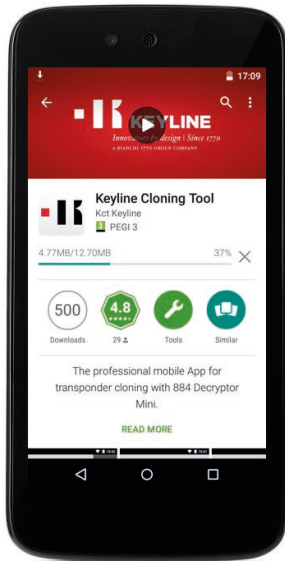 17:09
KEYLINE
Innovators by design | Since 1770
A BIANCHI 1770 GROUP COMPANY
Keyline Cloning Tool
Kct Keyline
3 PEGI 3
4.77MB/12.70MB 37%
500 4.8
Downloads 29 Tools Similar
The professional mobile App for
transponder cloning with 884 Decryptor
Mini.
READ MORE